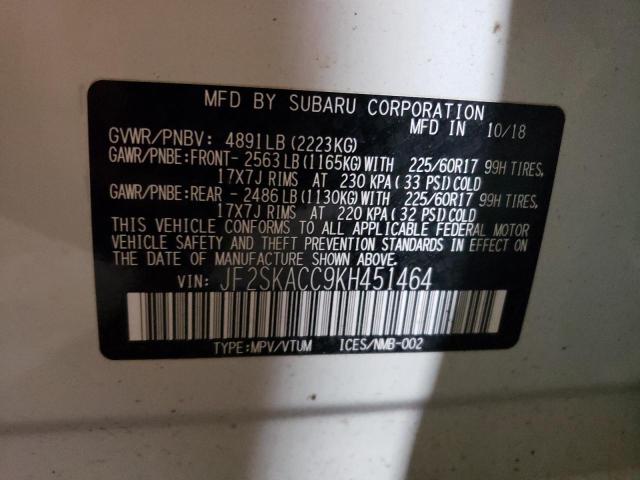 MFD BY SUBARU CORPORATION
MFD IN 10/18
GVWR/PNBV: 4891LB (2223KG)
GAWR/PNBE:FRONT- 2563LB (1165KG)WITH 225/60R17 99H TIRES,
17X7J RIMS AT 230 KPA (33 PSI)COLD
GAWR/PNBE:REAR - 2486LB (1130KG)WITH 225/60R17 99H TIRES,
17X7J RIMS AT 220 KPA (32 PSI)COLD
THIS VEHICLE CONFORMS TO ALL APPLICABLE FEDERAL MOTOR
VEHICLE SAFETY AND THEFT PREVENTION STANDARDS IN EFFECT ON
THE DATE OF MANUFACTURE SHOWN ABOVE.
VIN: JF2SKACC9KH451464
TYPE:MPV/VTUM ICES/NMB-002